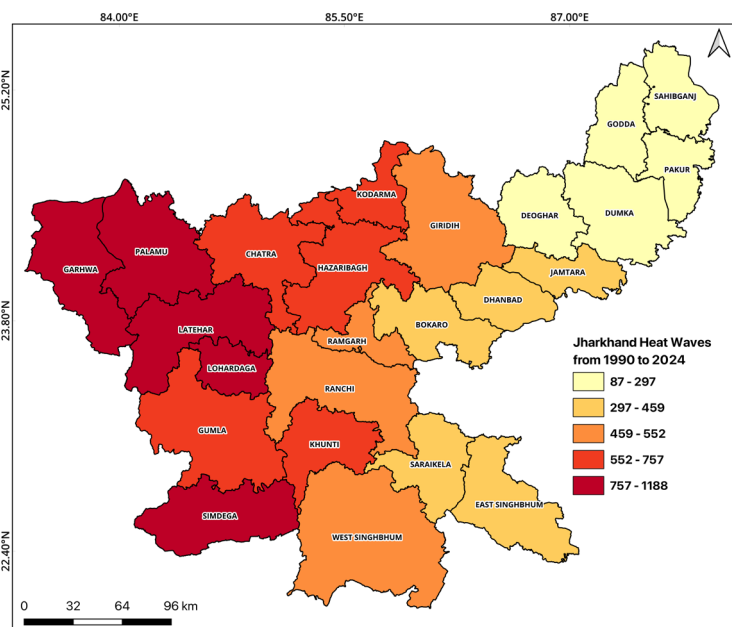 84.00°E 85.50°E 87.00°E
25.20°N
23.80°N
22.40°N
SAHIBGANJ
GODDA
PAKUR
KODARMA
DEOGHAR
DUMKA
GIRIDIH
PALAMU
CHATRA
GARHWA
HAZARIBAGH
JAMTARA
DHANBAD
BOKARO
LATEHAR
RAMGARH
LOHARDAGA
RANCHI
GUMLA
KHUNTI
SARAIKELA
EAST SINGHBHUM
SIMDEGA
WEST SINGHBHUM
Jharkhand Heat Waves
from 1990 to 2024
87 - 297
297 - 459
459 - 552
552 - 757
757 - 1188
0 32 64 96 km